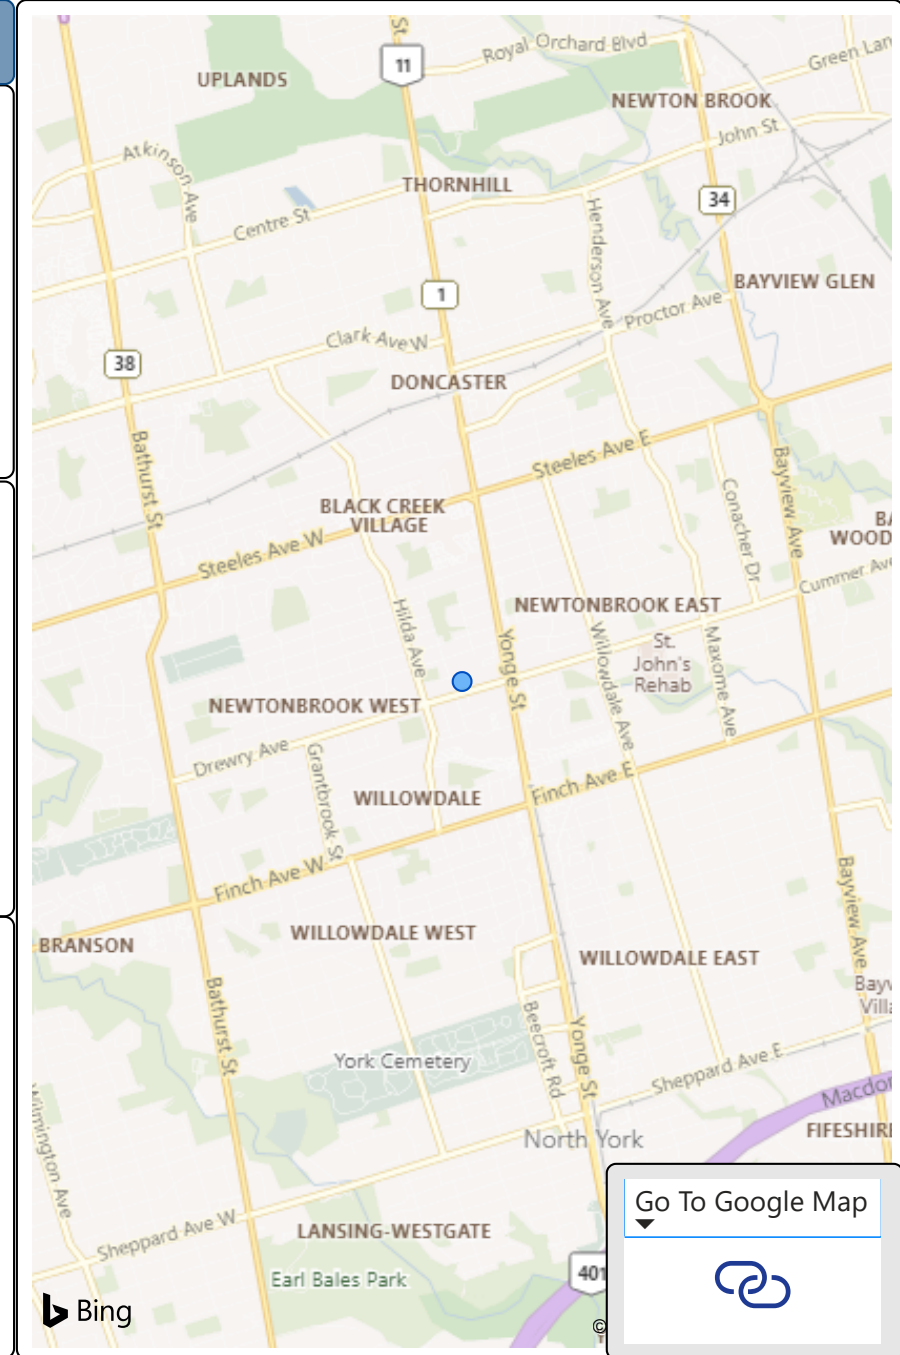 St
11
Royal Orchard Blvd
Green Lan
UPLANDS
NEWTON BROOK
John St
Atkinson Ave
THORNHILL
34
Centre St
Henderson Ave
BAYVIEW GLEN
1
Proctor Ave
Clark Ave W
38
DONCASTER
Bathurst St
Steeles Ave E
Bayview Ave
Conacher Dr
BLACK CREEK
VILLAGE
BA
WOOD
Steeles Ave W
Cummer Ave
Hilda Ave
NEWTONBROOK EAST
Yonge St
Willowdale Ave
St.
John's
Rehab
Maxome Ave
NEWTONBROOK WEST
Drewry Ave
Grantbrook St
Finch Ave E
WILLOWDALE
Finch Ave W
Bayview Ave
WILLOWDALE WEST
BRANSON
WILLOWDALE EAST
Bathurst St
Bayv
Villa
Beecroft Rd
Yonge St
York Cemetery
Sheppard Ave E
Macdon
Wilmington Ave
North York
FIFESHIRE
Go To Google Map
Sheppard Ave W
LANSING-WESTGATE
Earl Bales Park
401
Bing
©